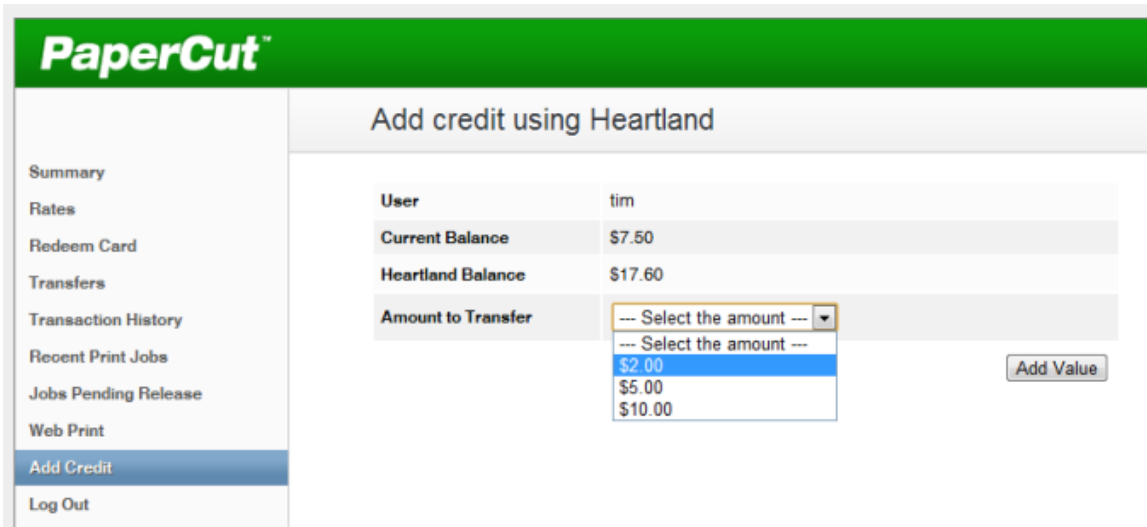 PaperCut™
Add credit using Heartland
Summary
Rates
Redeem Card
Transfers
Transaction History
Recent Print Jobs
Jobs Pending Release
Web Print
Add Credit
Log Out
User tim
Current Balance $7.50
Heartland Balance $17.60
Amount to Transfer --- Select the amount ---
--- Select the amount ---
$2.00
$5.00
$10.00
Add Value